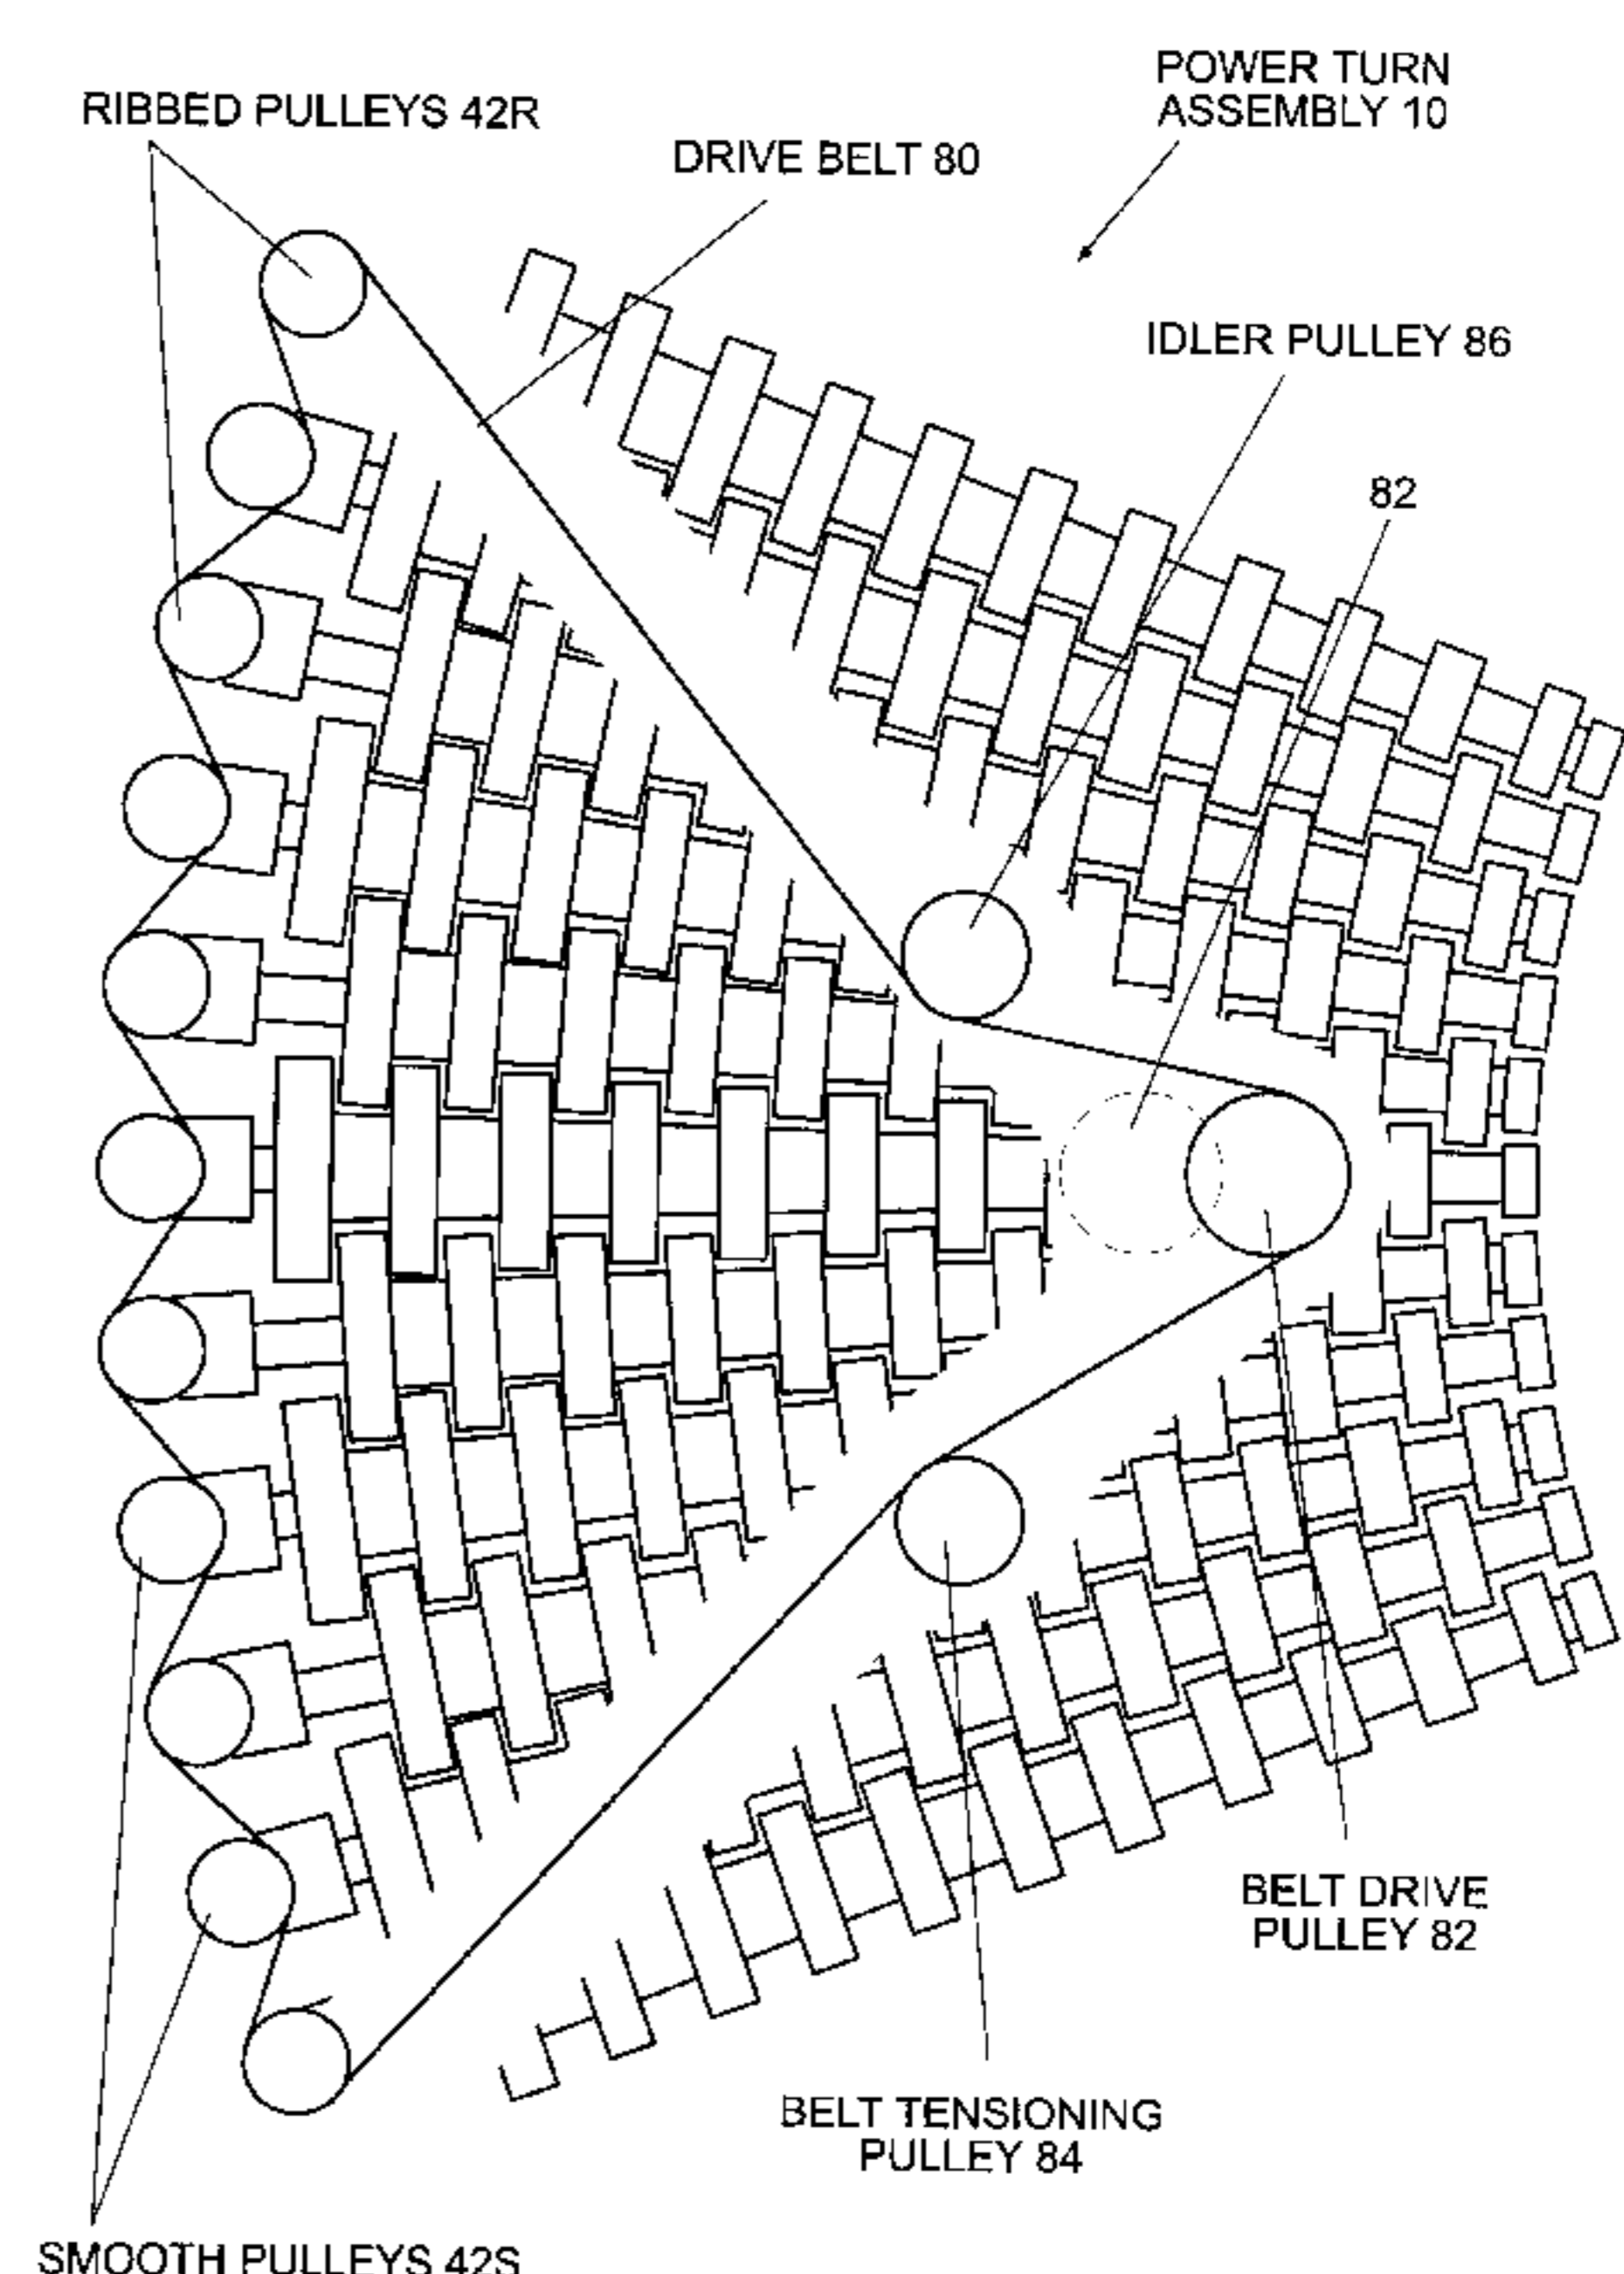 POWER TURN
ASSEMBLY 10
RIBBED PULLEYS 42R
DRIVE BELT 80
IDLER PULLEY 86
82
BELT DRIVE
PULLEY 82
BELT TENSIONING
PULLEY 84
SMOOTH PULLEYS 42S